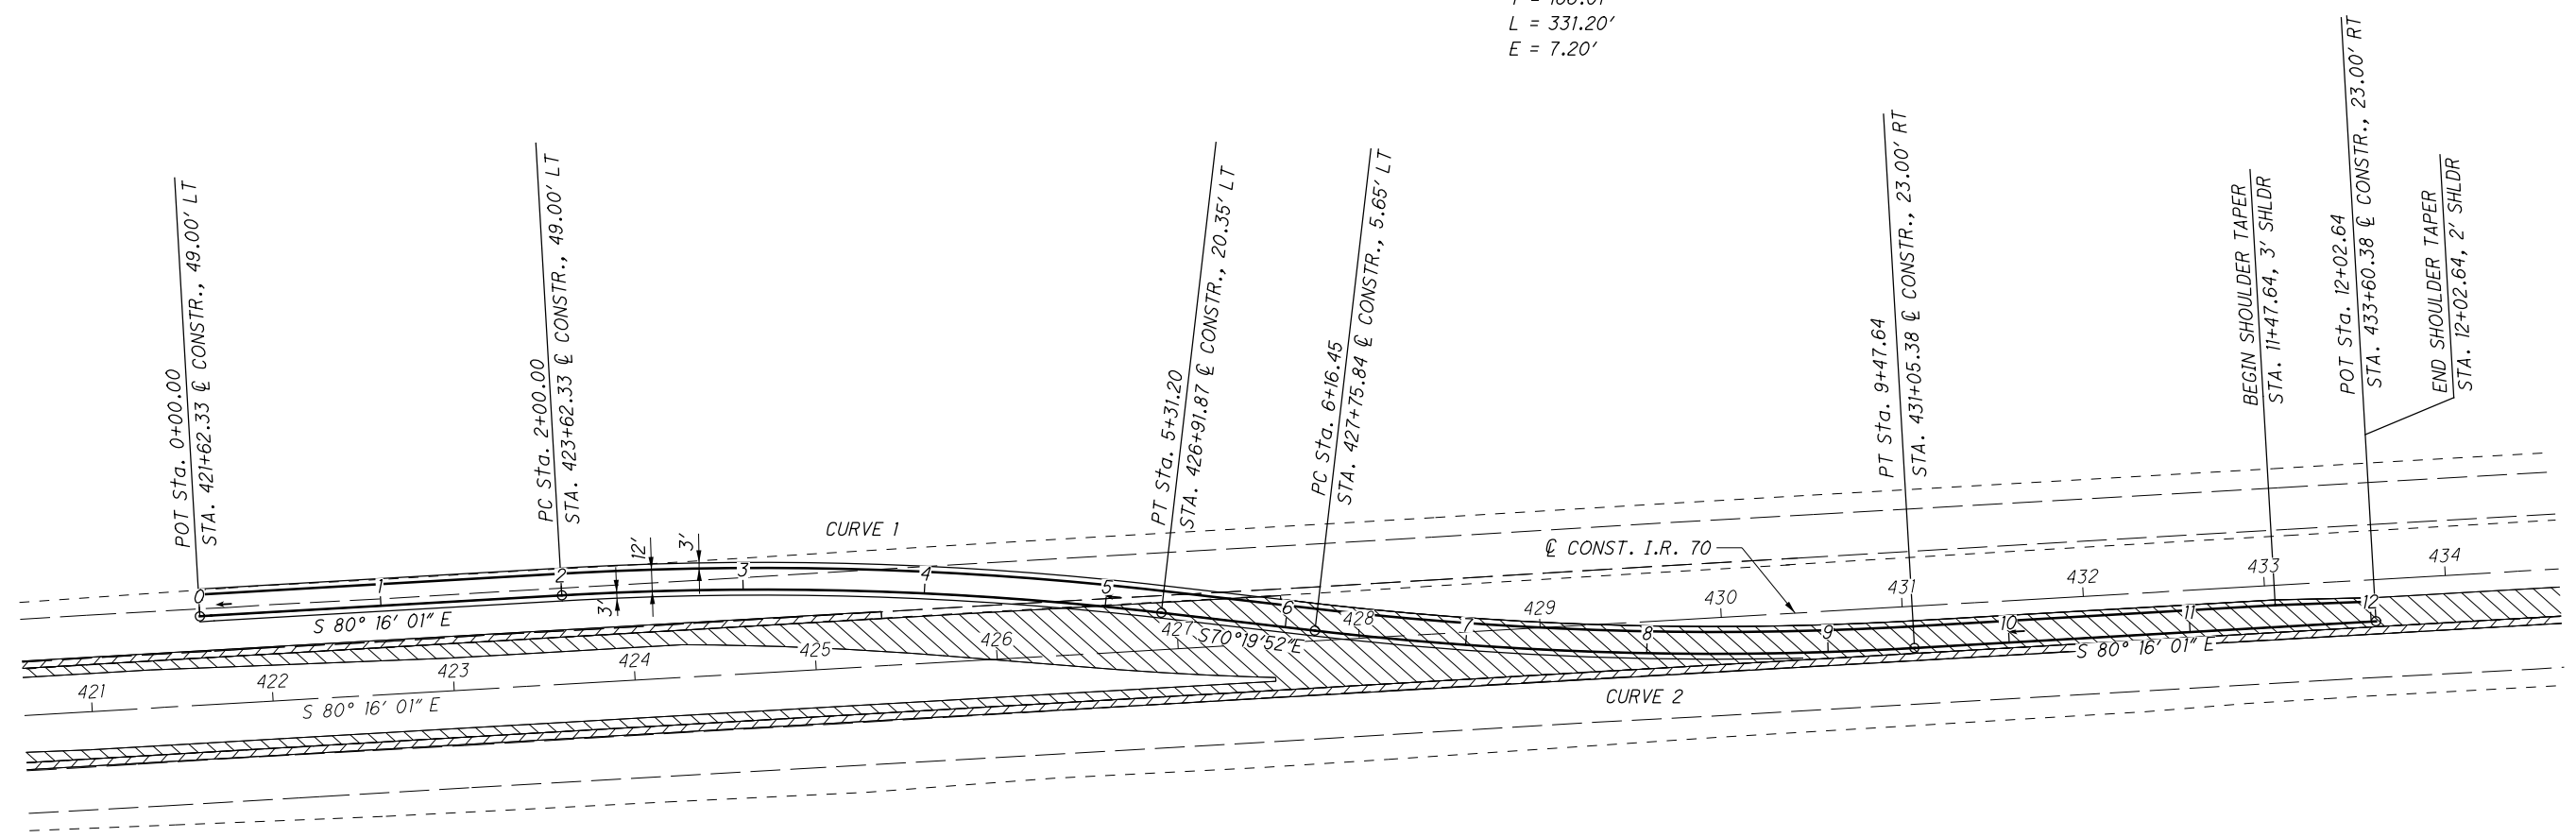 L = 331.20'
E = 7.20'
POT Sta. 0+00.00
STA. 421+62.33 ℄ CONSTR., 49.00' LT
PC Sta. 2+00.00
STA. 423+62.33 ℄ CONSTR., 49.00' LT
PT Sta. 5+31.20
STA. 426+91.87 ℄ CONSTR., 20.35' LT
PC Sta. 6+16.45
STA. 427+75.84 ℄ CONSTR., 5.65' LT
PT Sta. 9+47.64
STA. 431+05.38 ℄ CONSTR., 23.00' RT
BEGIN SHOULDER TAPER
STA. 11+47.64, 3' SHLDR
POT Sta. 12+02.64
STA. 433+60.38 ℄ CONSTR., 23.00' RT
END SHOULDER TAPER
STA. 12+02.64, 2' SHLDR
CURVE 1
℄ CONST. I.R. 70
3'
12'
3'
0
1
2
3
4
5
6
7
8
9
10
11
12
S 80° 16' 01" E
S70°19'52"E
S 80° 16' 01" E
421
422
423
424
425
426
427
428
429
430
431
432
433
434
S 80° 16' 01" E
CURVE 2